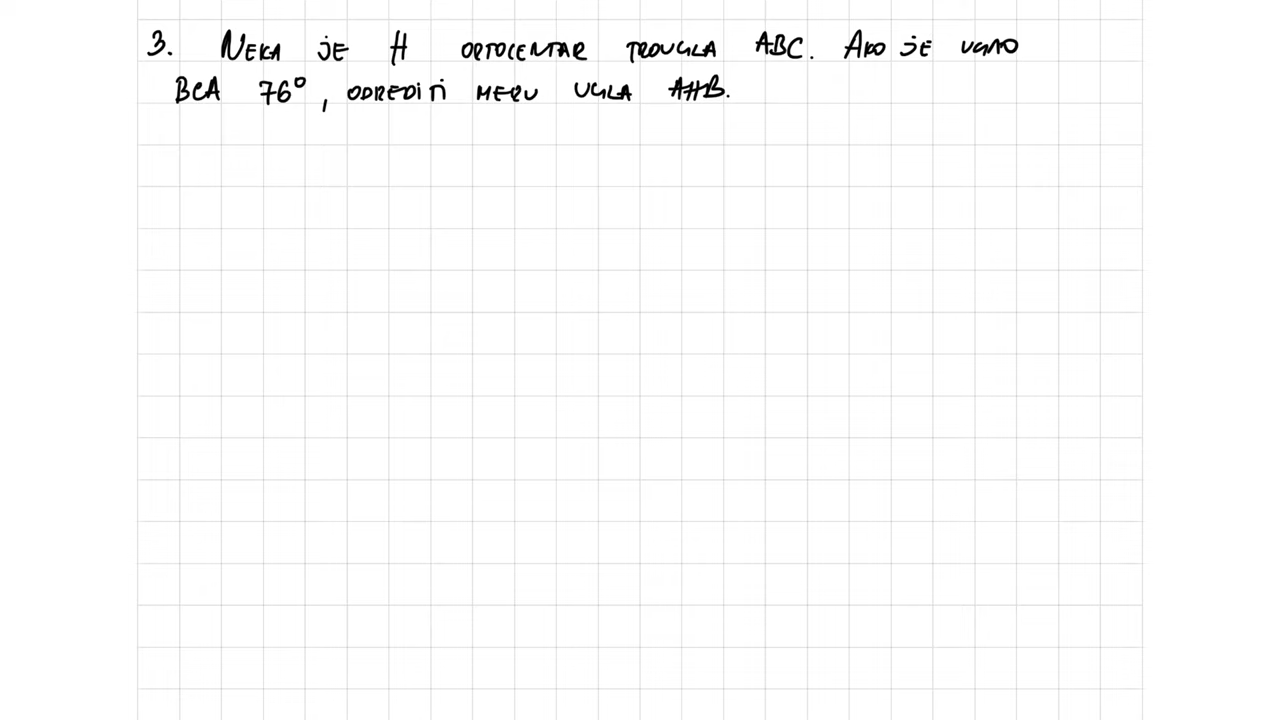 3. NEKA JE H ORTOCENTAR TROUGLA ABC. AKO JE UGAO
BCA 76°, ODREDITI MERU UGLA AHB.